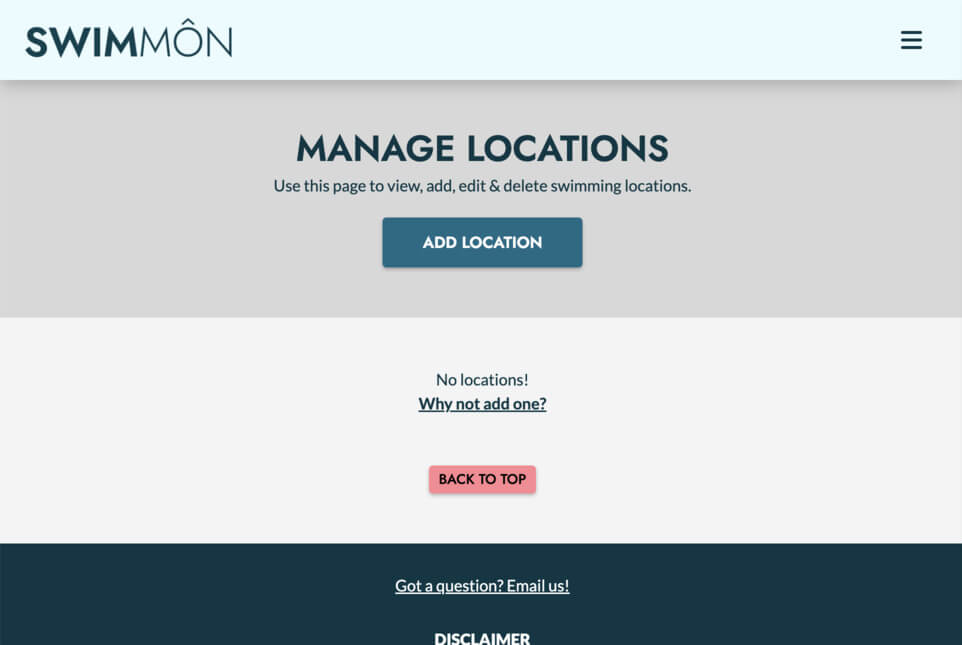 SWIMMÔN
MANAGE LOCATIONS
Use this page to view, add, edit & delete swimming locations.
ADD LOCATION
No locations!
Why not add one?
BACK TO TOP
Got a question? Email us!
DISCLAIMER